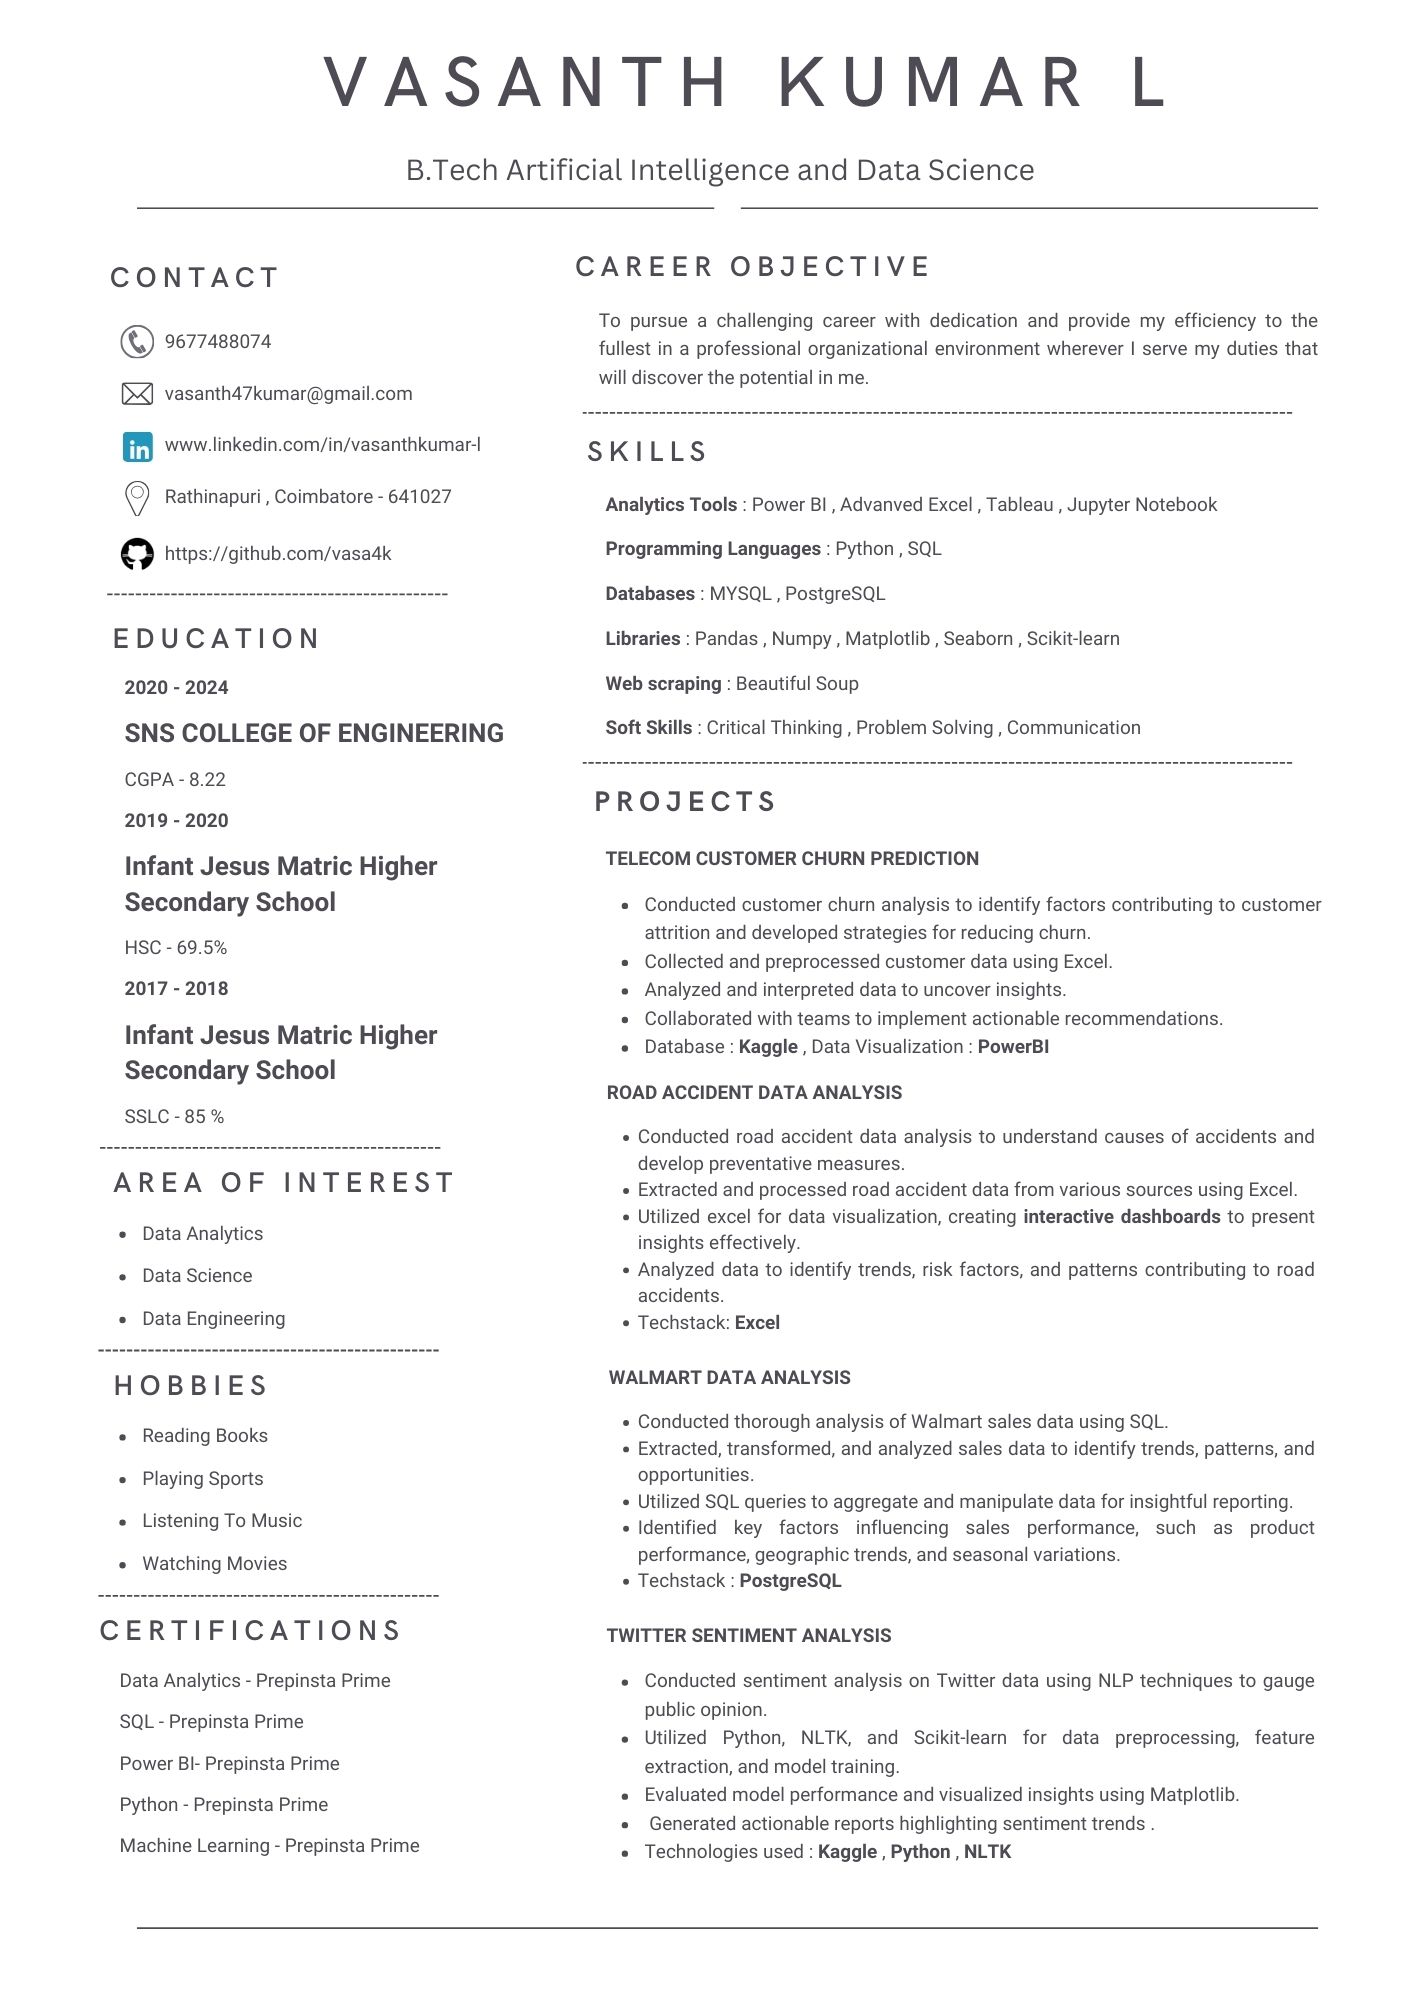 VASANTH KUMAR L
B.Tech Artificial Intelligence and Data Science
CONTACT
9677488074
vasanth47kumar@gmail.com
www.linkedin.com/in/vasanthkumar-l
Rathinapuri , Coimbatore - 641027
https://github.com/vasa4k
EDUCATION
2020 - 2024
SNS COLLEGE OF ENGINEERING
CGPA - 8.22
2019 - 2020
Infant Jesus Matric Higher
Secondary School
HSC - 69.5%
2017 - 2018
Infant Jesus Matric Higher
Secondary School
SSLC - 85 %
AREA OF INTEREST
• Data Analytics
• Data Science
• Data Engineering
HOBBIES
• Reading Books
• Playing Sports
• Listening To Music
• Watching Movies
CERTIFICATIONS
Data Analytics - Prepinsta Prime
SQL - Prepinsta Prime
Power BI- Prepinsta Prime
Python - Prepinsta Prime
Machine Learning - Prepinsta Prime
CAREER OBJECTIVE
To pursue a challenging career with dedication and provide my efficiency to the
fullest in a professional organizational environment wherever I serve my duties that
will discover the potential in me.
SKILLS
Analytics Tools : Power BI , Advanved Excel , Tableau , Jupyter Notebook
Programming Languages : Python , SQL
Databases : MYSQL , PostgreSQL
Libraries : Pandas , Numpy , Matplotlib , Seaborn , Scikit-learn
Web scraping : Beautiful Soup
Soft Skills : Critical Thinking , Problem Solving , Communication
PROJECTS
TELECOM CUSTOMER CHURN PREDICTION
• Conducted customer churn analysis to identify factors contributing to customer
attrition and developed strategies for reducing churn.
• Collected and preprocessed customer data using Excel.
• Analyzed and interpreted data to uncover insights.
• Collaborated with teams to implement actionable recommendations.
• Database : Kaggle , Data Visualization : PowerBI
ROAD ACCIDENT DATA ANALYSIS
• Conducted road accident data analysis to understand causes of accidents and
develop preventative measures.
• Extracted and processed road accident data from various sources using Excel.
• Utilized excel for data visualization, creating interactive dashboards to present
insights effectively.
• Analyzed data to identify trends, risk factors, and patterns contributing to road
accidents.
• Techstack: Excel
WALMART DATA ANALYSIS
• Conducted thorough analysis of Walmart sales data using SQL.
• Extracted, transformed, and analyzed sales data to identify trends, patterns, and
opportunities.
• Utilized SQL queries to aggregate and manipulate data for insightful reporting.
• Identified key factors influencing sales performance, such as product
performance, geographic trends, and seasonal variations.
• Techstack : PostgreSQL
TWITTER SENTIMENT ANALYSIS
• Conducted sentiment analysis on Twitter data using NLP techniques to gauge
public opinion.
• Utilized Python, NLTK, and Scikit-learn for data preprocessing, feature
extraction, and model training.
• Evaluated model performance and visualized insights using Matplotlib.
• Generated actionable reports highlighting sentiment trends .
• Technologies used : Kaggle , Python , NLTK